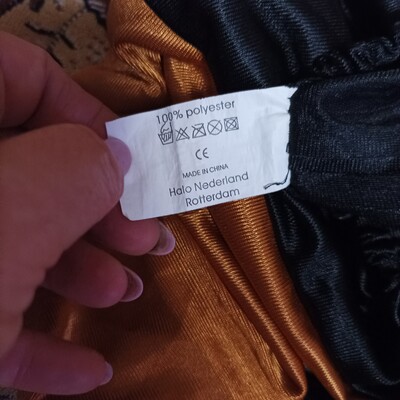 100% polyester
CE
MADE IN CHINA
Halo Nederland
Rotterdam